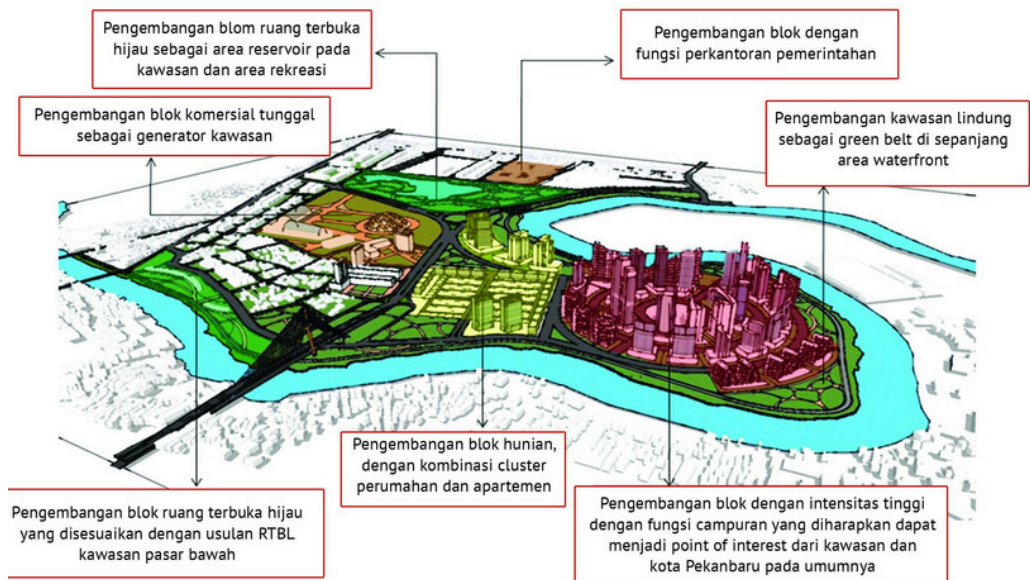 Pengembangan blom ruang terbuka
hijau sebagai area reservoir pada
kawasan dan area rekreasi
Pengembangan blok dengan
fungsi perkantoran pemerintahan
Pengembangan blok komersial tunggal
sebagai generator kawasan
Pengembangan kawasan lindung
sebagai green belt di sepanjang
area waterfront
Pengembangan blok hunian,
dengan kombinasi cluster
perumahan dan apartemen
Pengembangan blok ruang terbuka hijau
yang disesuaikan dengan usulan RTBL
kawasan pasar bawah
Pengembangan blok dengan intensitas tinggi
dengan fungsi campuran yang diharapkan dapat
menjadi point of interest dari kawasan dan
kota Pekanbaru pada umumnya